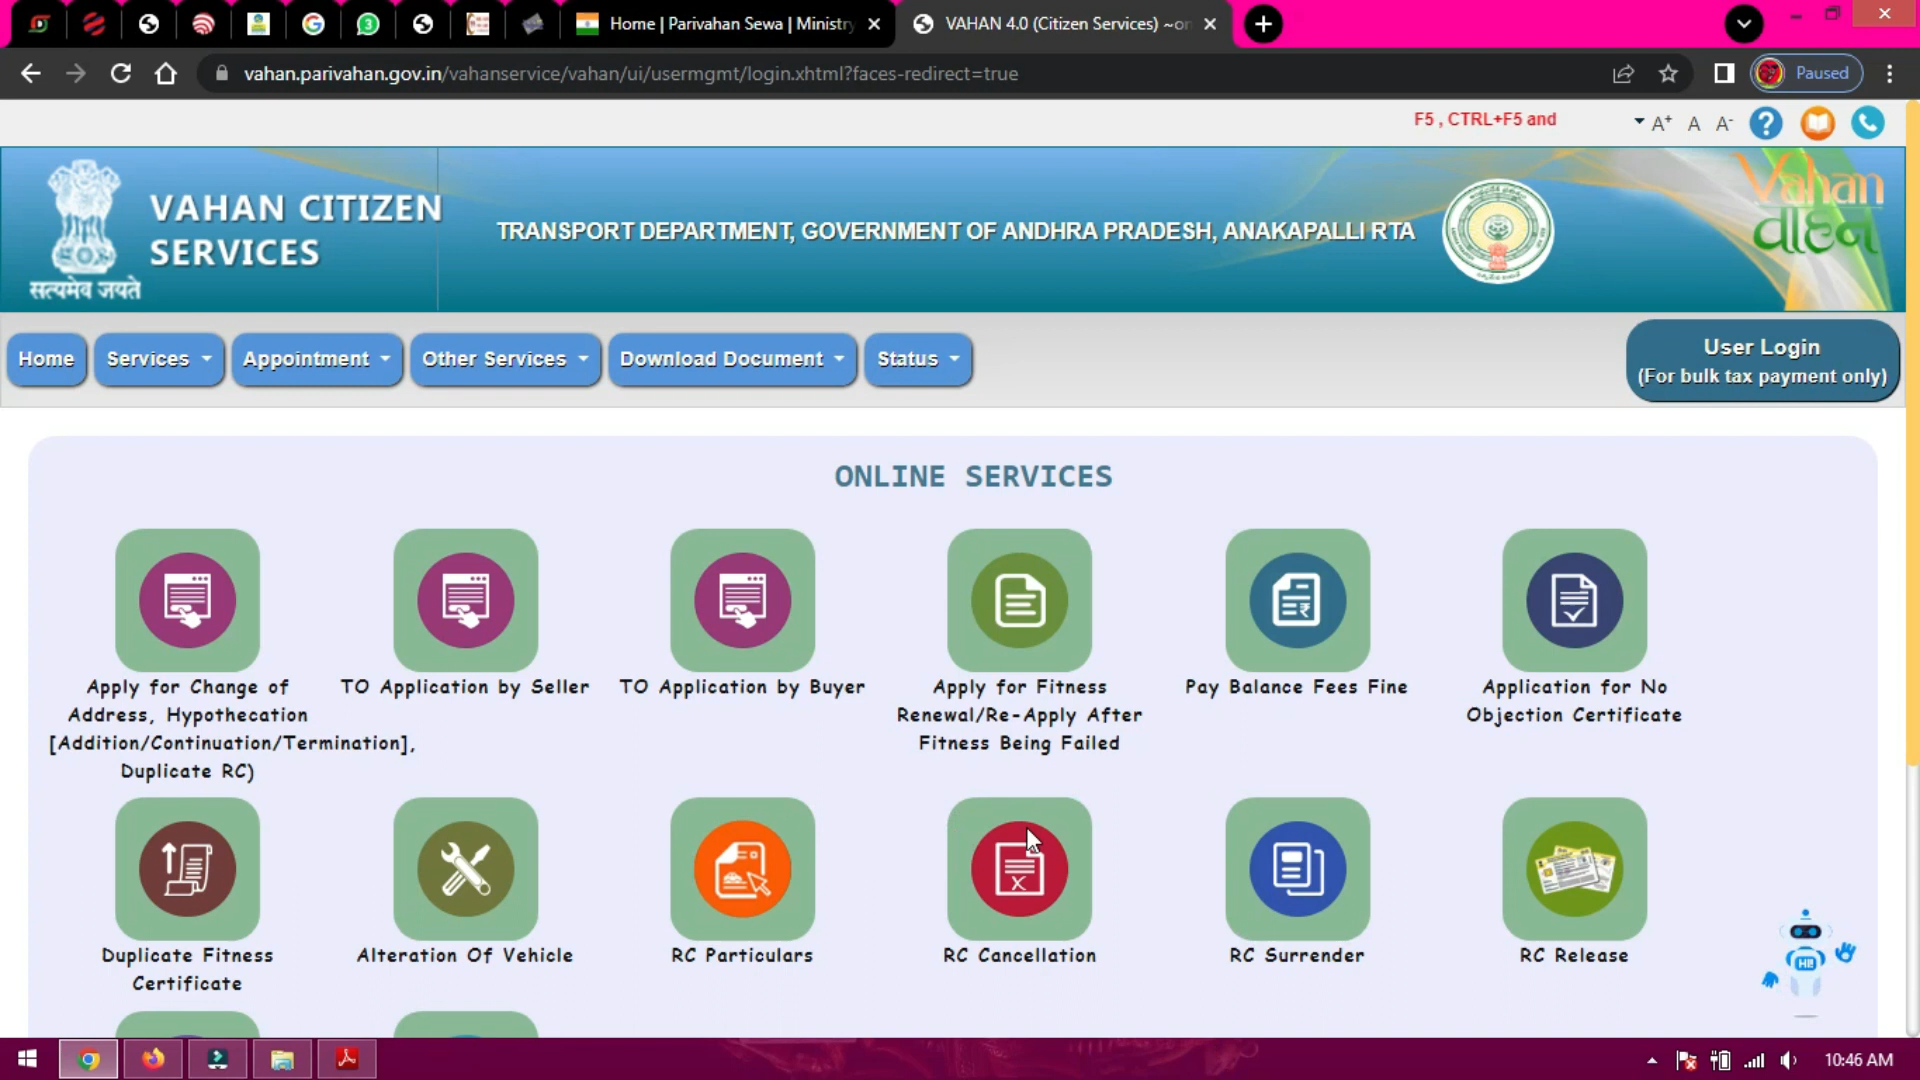 Home | Parivahan Sewa | Ministry
VAHAN 4.0 (Citizen Services) ~on
vahan.parivahan.gov.in/vahanservice/vahan/ui/usermgmt/login.xhtml?faces-redirect=true
Paused
F5 , CTRL+F5 and
A+ A A-
VAHAN CITIZEN
SERVICES
सत्यमेव जयते
TRANSPORT DEPARTMENT, GOVERNMENT OF ANDHRA PRADESH, ANAKAPALLI RTA
Vahan
वाहन
Home
Services
Appointment
Other Services
Download Document
Status
User Login
(For bulk tax payment only)
ONLINE SERVICES
Apply for Change of
Address, Hypothecation
[Addition/Continuation/Termination],
Duplicate RC)
TO Application by Seller
TO Application by Buyer
Apply for Fitness
Renewal/Re-Apply After
Fitness Being Failed
Pay Balance Fees Fine
Application for No
Objection Certificate
Duplicate Fitness
Certificate
Alteration Of Vehicle
RC Particulars
RC Cancellation
RC Surrender
RC Release
HI!
10:46 AM